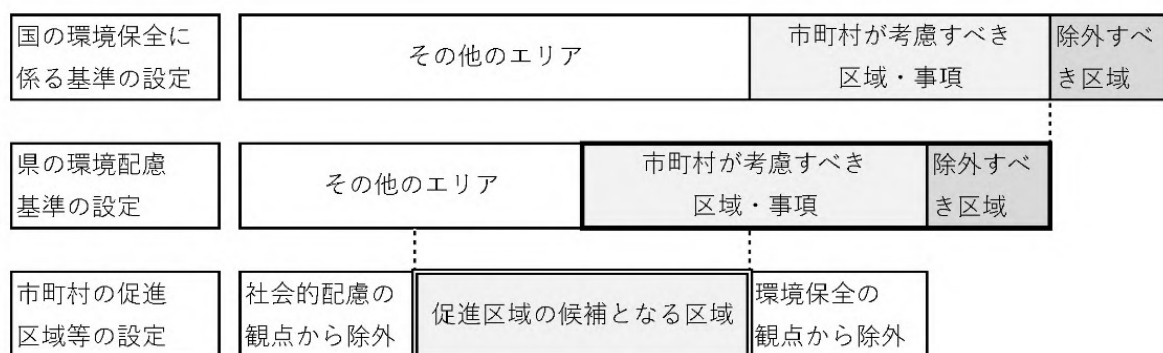 国の環境保全に
係る基準の設定
その他のエリア
市町村が考慮すべき
区域・事項
除外すべ
き区域
県の環境配慮
基準の設定
その他のエリア
市町村が考慮すべき
区域・事項
除外すべ
き区域
市町村の促進
区域等の設定
社会的配慮の
観点から除外
促進区域の候補となる区域
環境保全の
観点から除外